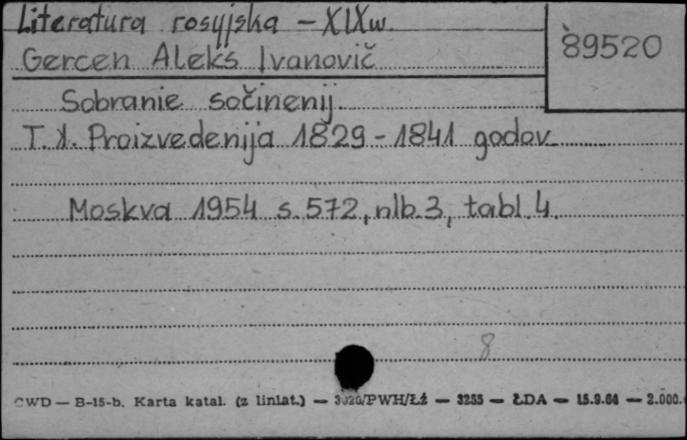 Literatura rosyjska - XIXw.
89520
Gercen Aleks Ivanovič
Sobranie sočinenij.
T. I. Proizvedenija 1829 - 1841 godov
Moskva 1954 s. 572, nlb. 3, tabl. 4.
8
CWD — B-15-b. Karta katal. (z liniat.) — /PWH/Łż — 3255 — ŁDA — 15.9.64 — 2.000.